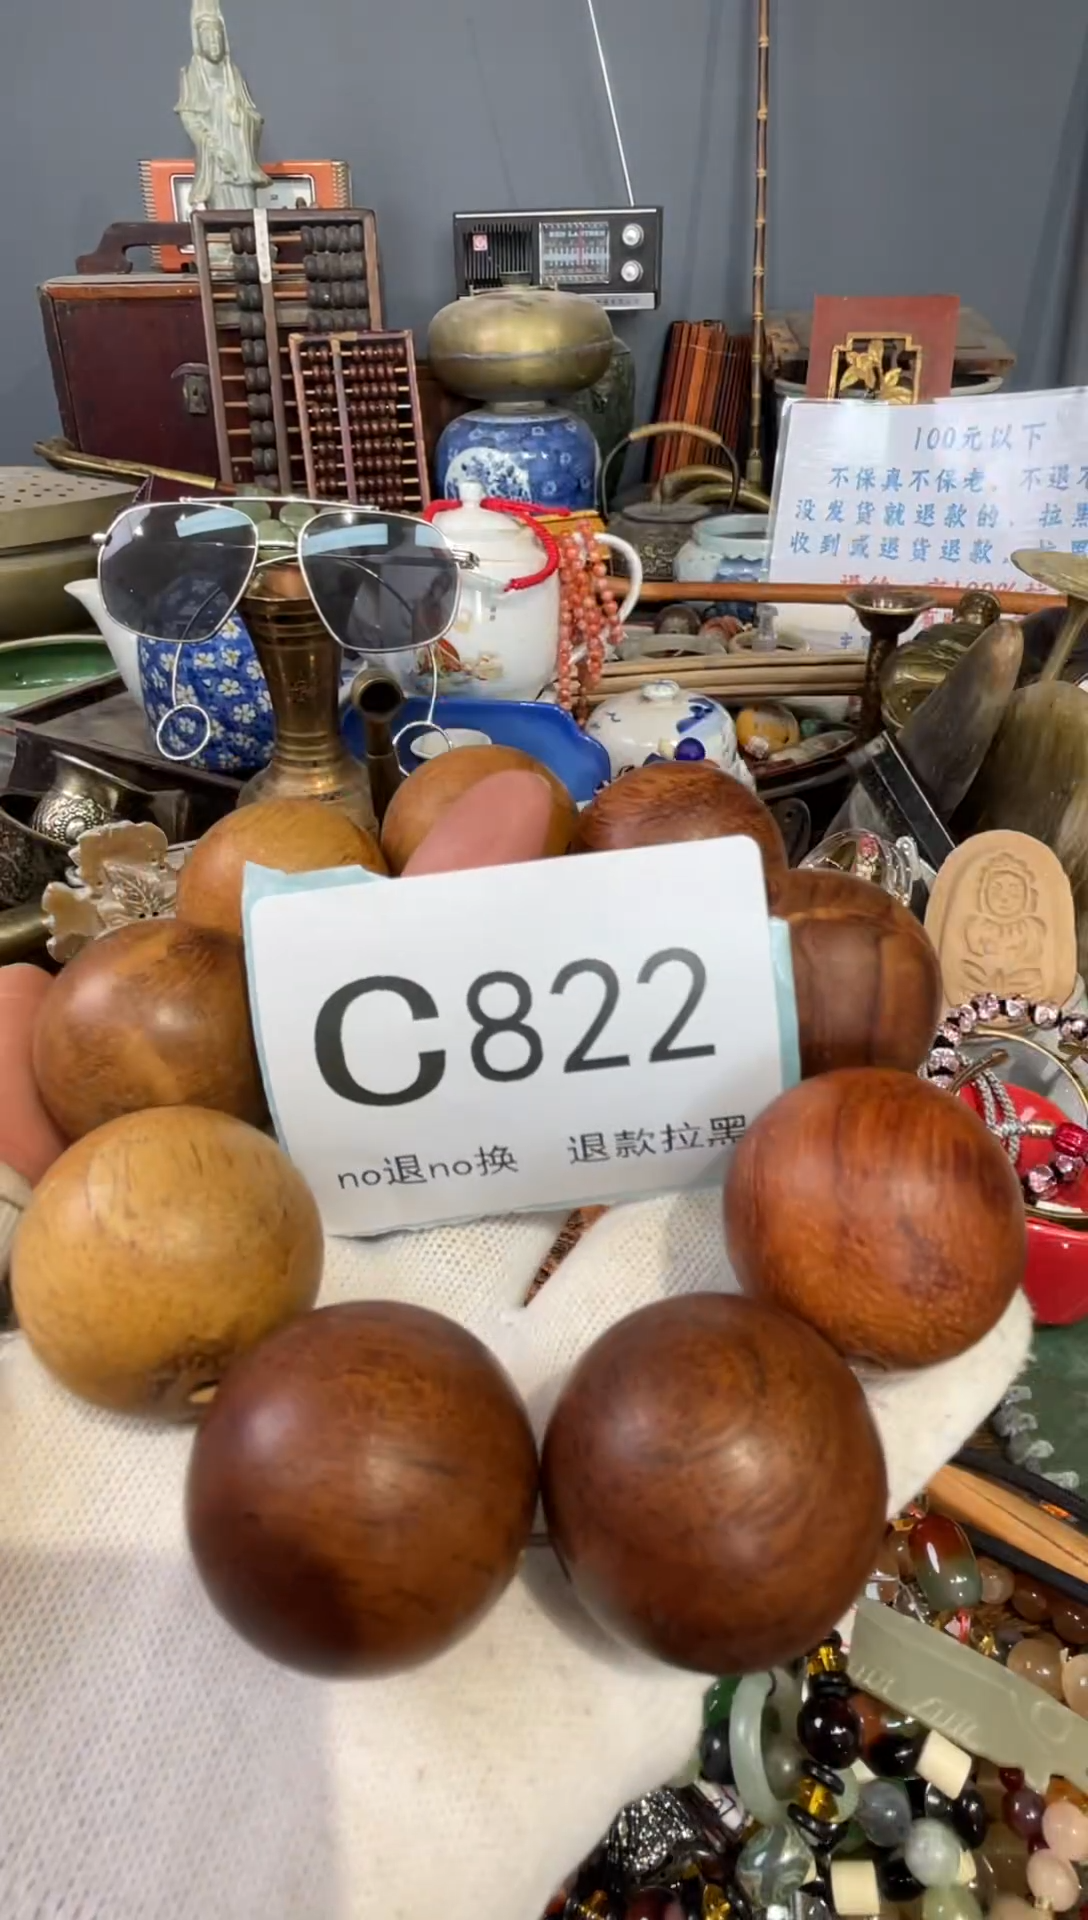 100元以下
不保真不保老，不退不
没发货就退款的，拉黑
收到或退货退款，拉黑
C822
no退no换 退款拉黑